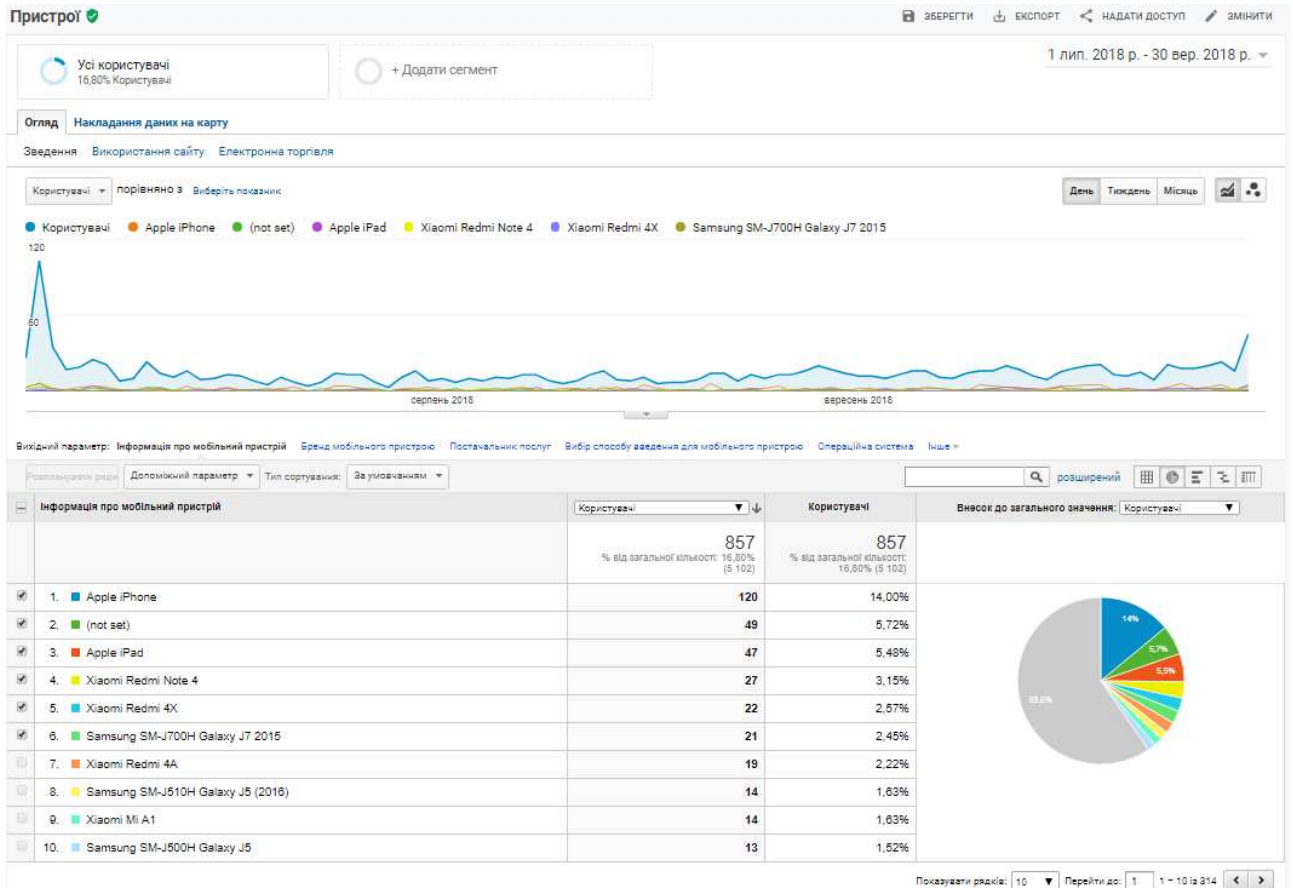 Пристрої
ЗБЕРЕГТИ ЕКСПОРТ НАДАТИ ДОСТУП ЗМІНИТИ
Усі користувачі
16,80% Користувачі
+ Додати сегмент
1 лип. 2018 р. - 30 вер. 2018 р.
Огляд Накладання даних на карту
Зведення Використання сайту Електронна торгівля
Користувачі порівняно з Виберіть показник
День Тиждень Місяць
Користувачі Apple iPhone (not set) Apple iPad Xiaomi Redmi Note 4 Xiaomi Redmi 4X Samsung SM-J700H Galaxy J7 2015
120
60
серпень 2018 вересень 2018
Вихідний параметр: Інформація про мобільний пристрій Бренд мобільного пристрою Постачальник послуг Вибір способу введення для мобільного пристрою Операційна система Інше
Допоміжний параметр Тип сортування: За умовчанням
розширений
Інформація про мобільний пристрій Користувачі Користувачі Внесок до загального значення: Користувачі
857 857
% від загальної кількості: 16,80% (5 102) % від загальної кількості: 16,80% (5 102)
1. Apple iPhone 120 14,00%
2. (not set) 49 5,72%
3. Apple iPad 47 5,48%
4. Xiaomi Redmi Note 4 27 3,15%
5. Xiaomi Redmi 4X 22 2,57%
6. Samsung SM-J700H Galaxy J7 2015 21 2,45%
7. Xiaomi Redmi 4A 19 2,22%
8. Samsung SM-J510H Galaxy J5 (2016) 14 1,63%
9. Xiaomi Mi A1 14 1,63%
10. Samsung SM-J500H Galaxy J5 13 1,52%
14%
5,7%
5,5%
Показувати рядків: 10 Перейти до: 1 1 – 10 із 314